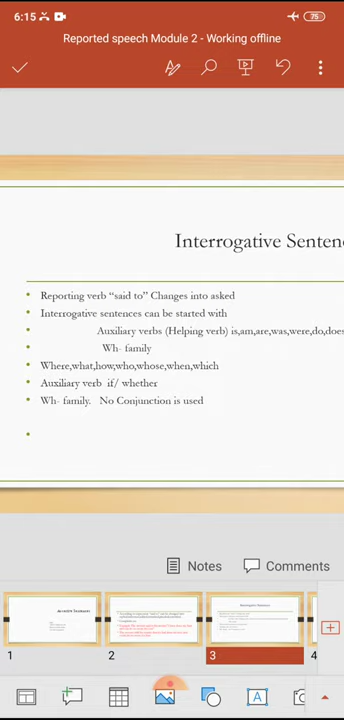 6:15
75
Reported speech Module 2 - Working offline
Interrogative Senten
Reporting verb “said to” Changes into asked
Interrogative sentences can be started with
Auxiliary verbs (Helping verb) is,am,are,was,were,do,does
Wh- family
Where,what,how,who,whose,when,which
Auxiliary verb if/ whether
Wh- family. No Conjunction is used
Notes
Comments
1
2
3
4